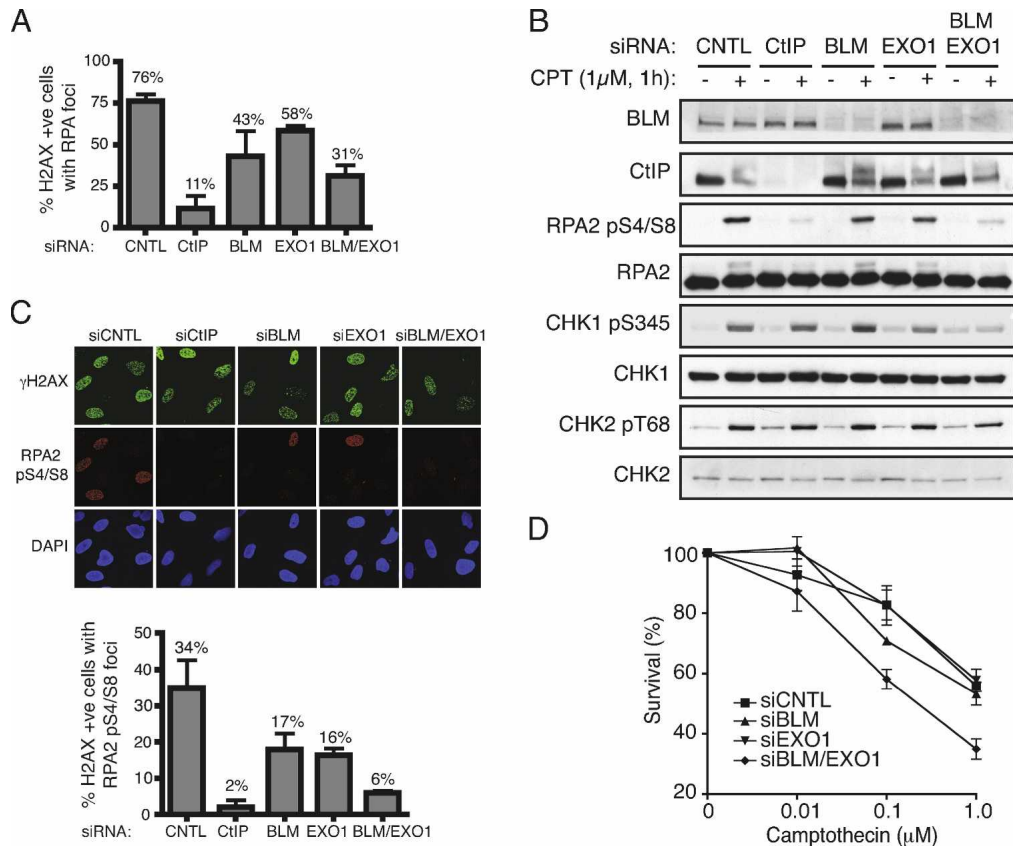 A
% H2AX +ve cells
with RPA foci
100
75
50
25
0
76%
11%
43%
58%
31%
siRNA:
CNTL
CtIP
BLM
EXO1
BLM/EXO1
B
siRNA:
CNTL
CtIP
BLM
EXO1
BLM
EXO1
CPT (1μM, 1h):
- + - + - + - + - +
BLM
CtIP
RPA2 pS4/S8
RPA2
CHK1 pS345
CHK1
CHK2 pT68
CHK2
C
siCNTL
siCtIP
siBLM
siEXO1
siBLM/EXO1
γH2AX
RPA2
pS4/S8
DAPI
% H2AX +ve cells with
RPA2 pS4/S8 foci
50
40
30
20
10
0
34%
2%
17%
16%
6%
siRNA:
CNTL
CtIP
BLM
EXO1
BLM/EXO1
D
Survival (%)
100
80
60
40
20
siCNTL
siBLM
siEXO1
siBLM/EXO1
0
0.01
0.1
1.0
Camptothecin (μM)